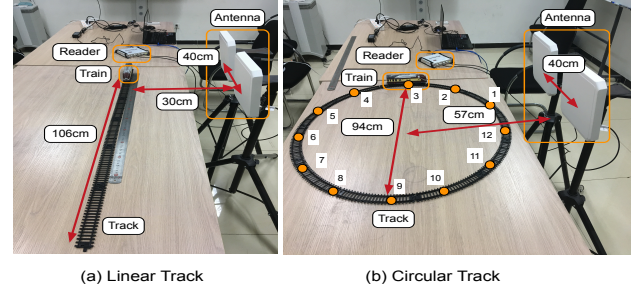 Antenna
Reader
Train
40cm
30cm
106cm
Track
(a) Linear Track
Antenna
Reader
Train
40cm
1
2
3
4
5
6
7
8
9
10
11
12
57cm
94cm
Track
(b) Circular Track